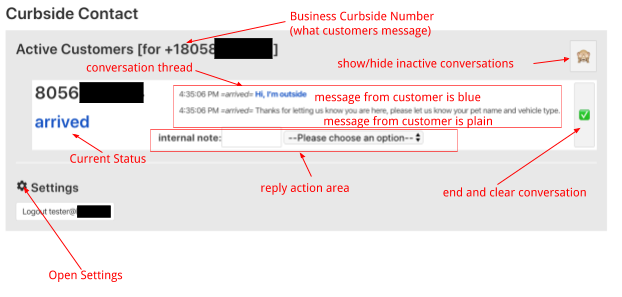 Curbside Contact
Business Curbside Number
(what customers message)
Active Customers [for +18058
show/hide inactive conversations
conversation thread
8056
4:35:06 PM =arrived= Hi, I'm outside
message from customer is blue
4:35:06 PM =arrived= Thanks for letting us know you are here, please let us know your pet name and vehicle type.
message from customer is plain
arrived
internal note:
--Please choose an option--
Current Status
reply action area
end and clear conversation
Settings
Logout tester@
Open Settings